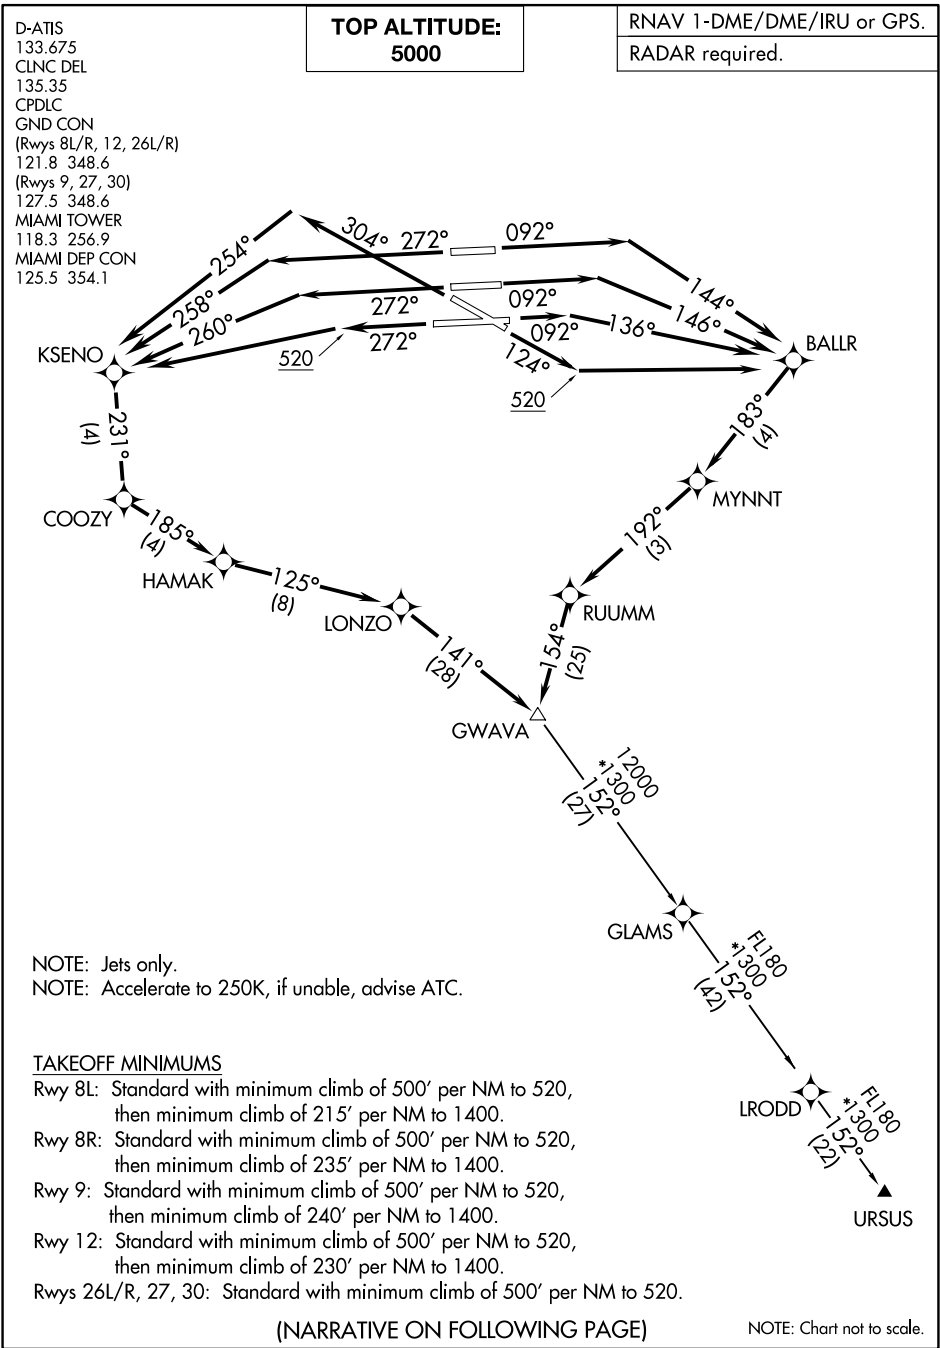 D-ATIS
133.675
CLNC DEL
135.35
CPDLC
GND CON
(Rwys 8L/R, 12, 26L/R)
121.8 348.6
(Rwys 9, 27, 30)
127.5 348.6
MIAMI TOWER
118.3 256.9
MIAMI DEP CON
125.5 354.1
TOP ALTITUDE:
5000
RNAV 1-DME/DME/IRU or GPS.
RADAR required.
304°
272°
092°
254°
258°
272°
092°
144°
260°
272°
092°
136°
146°
520
124°
520
KSENO
BALLR
231°
(4)
183°
(4)
COOZY
MYNNT
185°
(4)
192°
(3)
HAMAK
125°
(8)
LONZO
RUUMM
141°
(28)
154°
(25)
GWAVA
12000
*1300
152°
(27)
GLAMS
FL180
*1300
152°
(42)
LRODD
FL180
*1300
152°
(22)
URSUS
NOTE: Jets only.
NOTE: Accelerate to 250K, if unable, advise ATC.
TAKEOFF MINIMUMS
Rwy 8L: Standard with minimum climb of 500' per NM to 520,
then minimum climb of 215' per NM to 1400.
Rwy 8R: Standard with minimum climb of 500' per NM to 520,
then minimum climb of 235' per NM to 1400.
Rwy 9: Standard with minimum climb of 500' per NM to 520,
then minimum climb of 240' per NM to 1400.
Rwy 12: Standard with minimum climb of 500' per NM to 520,
then minimum climb of 230' per NM to 1400.
Rwys 26L/R, 27, 30: Standard with minimum climb of 500' per NM to 520.
(NARRATIVE ON FOLLOWING PAGE)
NOTE: Chart not to scale.